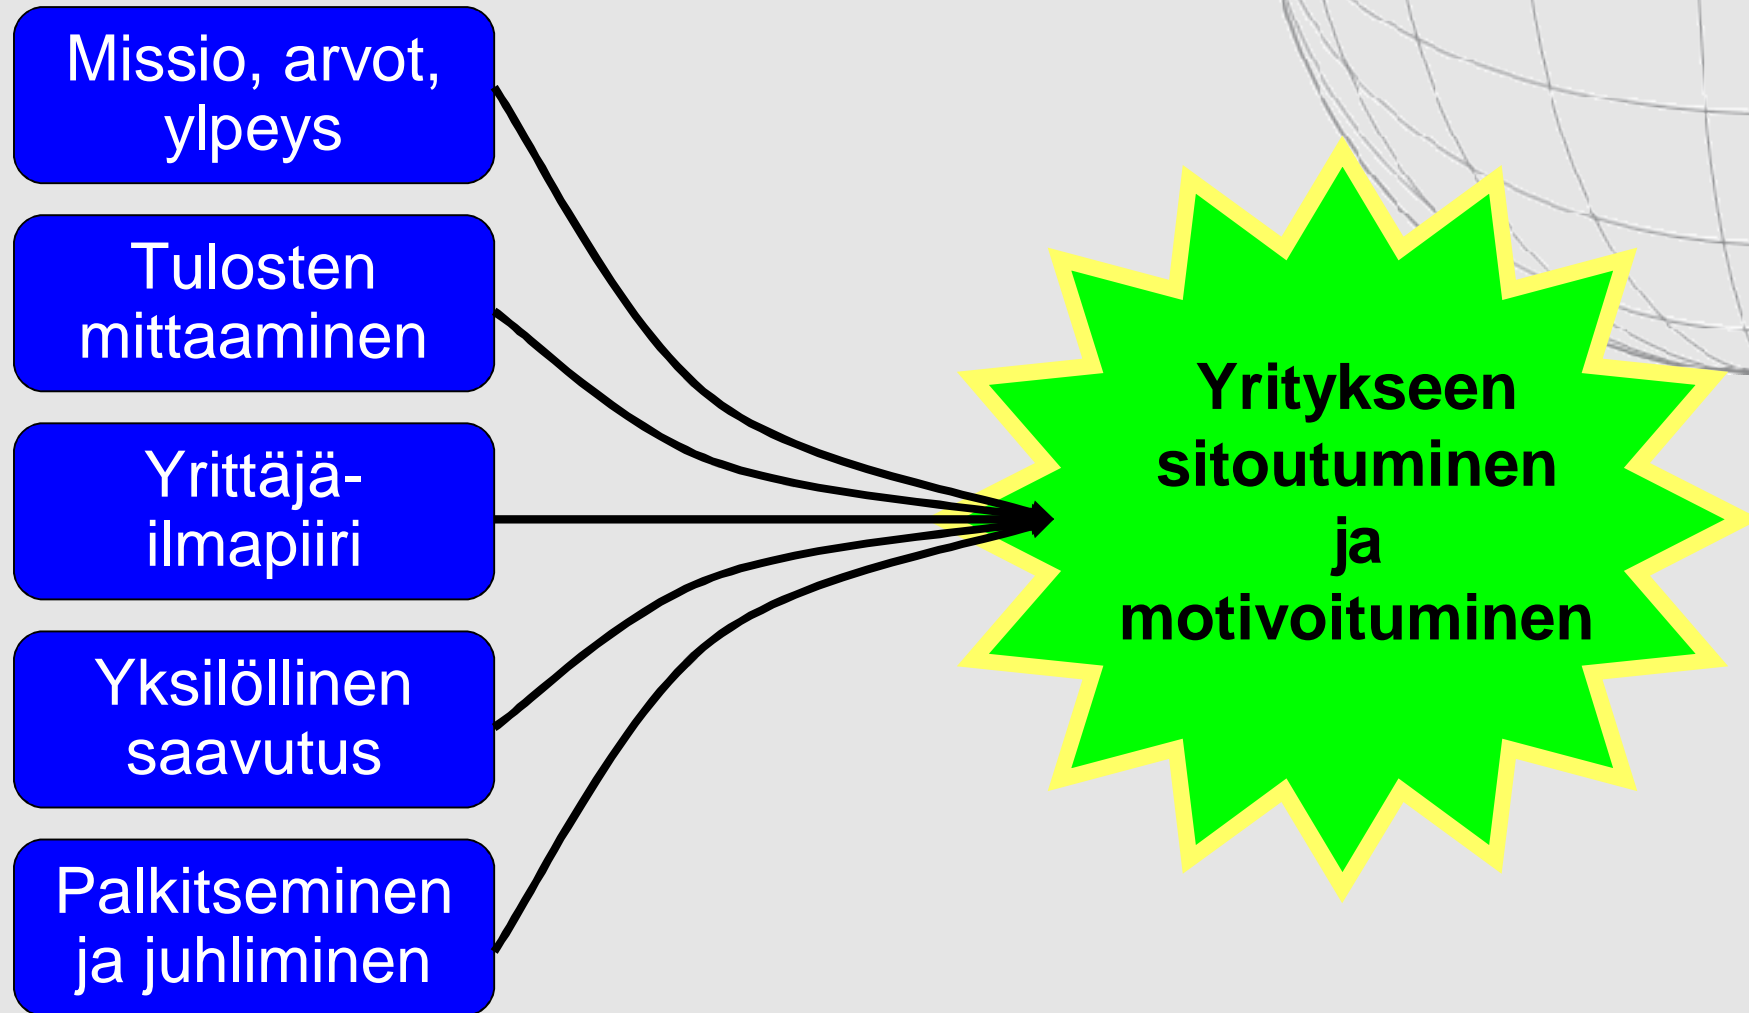 Missio, arvot,
ylpeys
Tulosten
mittaaminen
Yrittäjä-
ilmapiiri
Yksilöllinen
saavutus
Palkitseminen
ja juhliminen
Yritykseen
sitoutuminen
ja
motivoituminen